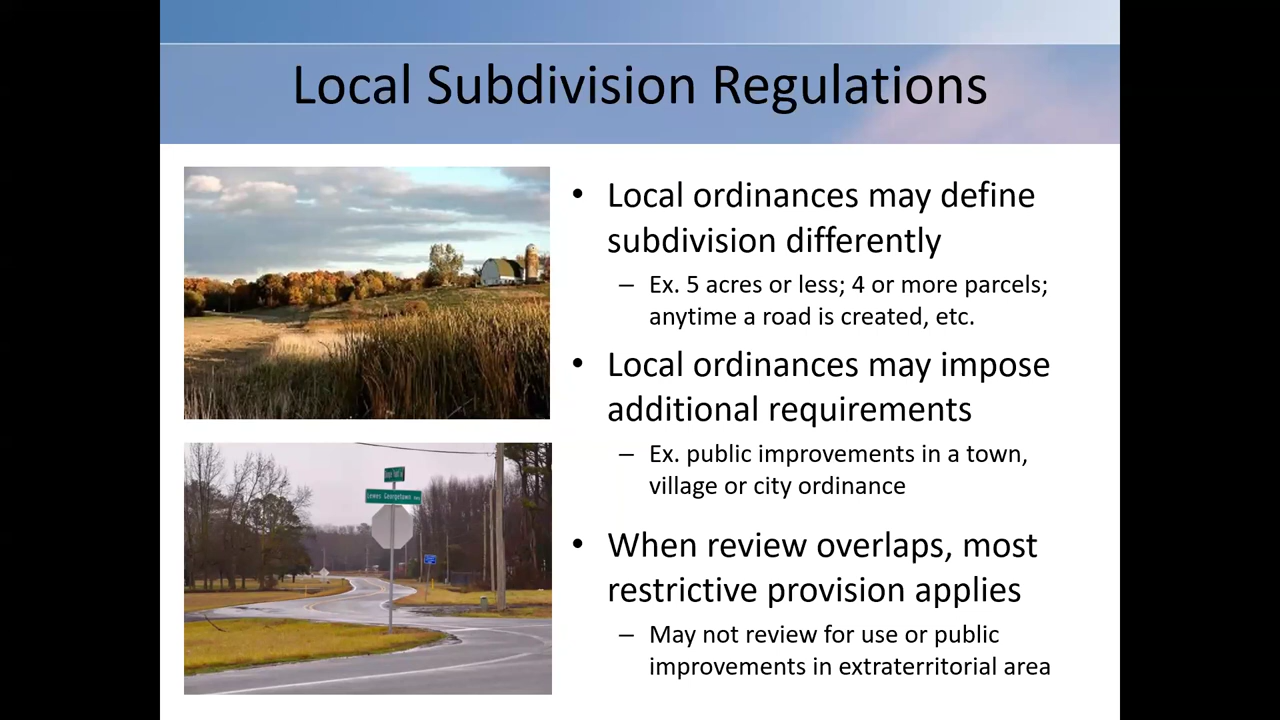 Local Subdivision Regulations
• Local ordinances may define
subdivision differently
– Ex. 5 acres or less; 4 or more parcels;
anytime a road is created, etc.
• Local ordinances may impose
additional requirements
– Ex. public improvements in a town,
village or city ordinance
• When review overlaps, most
restrictive provision applies
– May not review for use or public
improvements in extraterritorial area
Lewes Georgetown